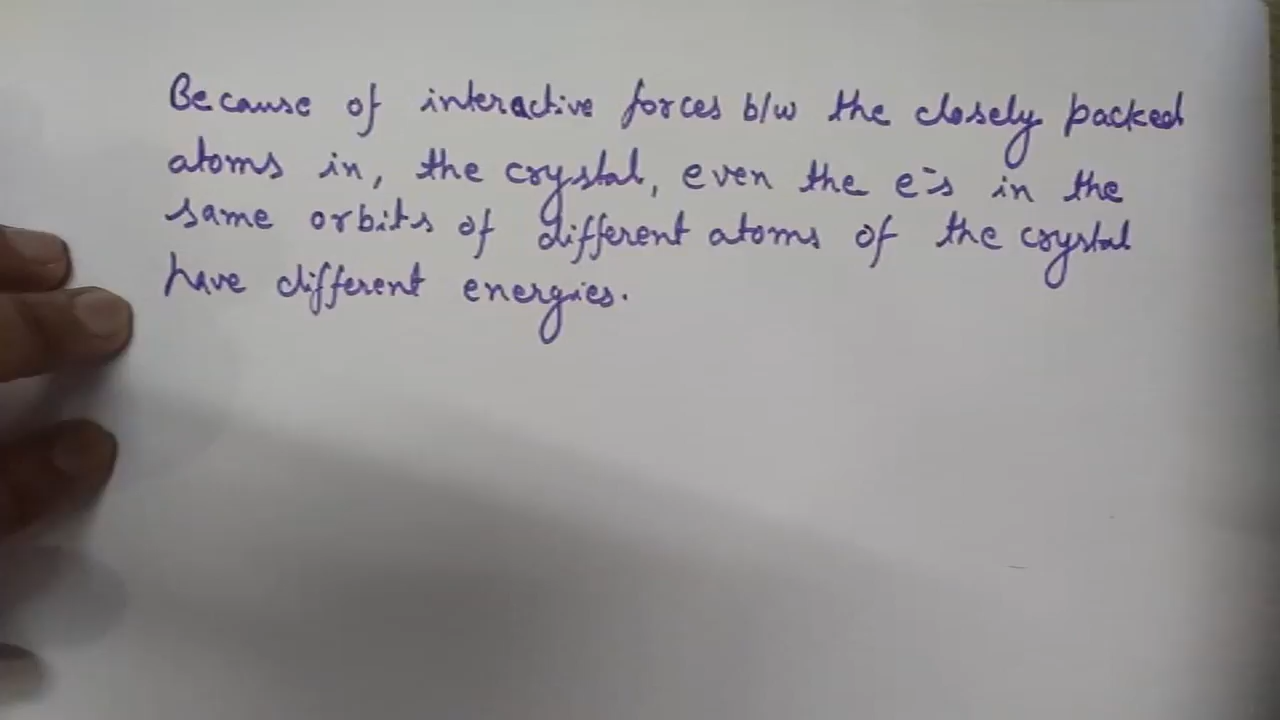 Because of interactive forces b/w the closely packed
atoms in, the crystal, even the e⁻s in the
same orbits of different atoms of the crystal
have different energies.